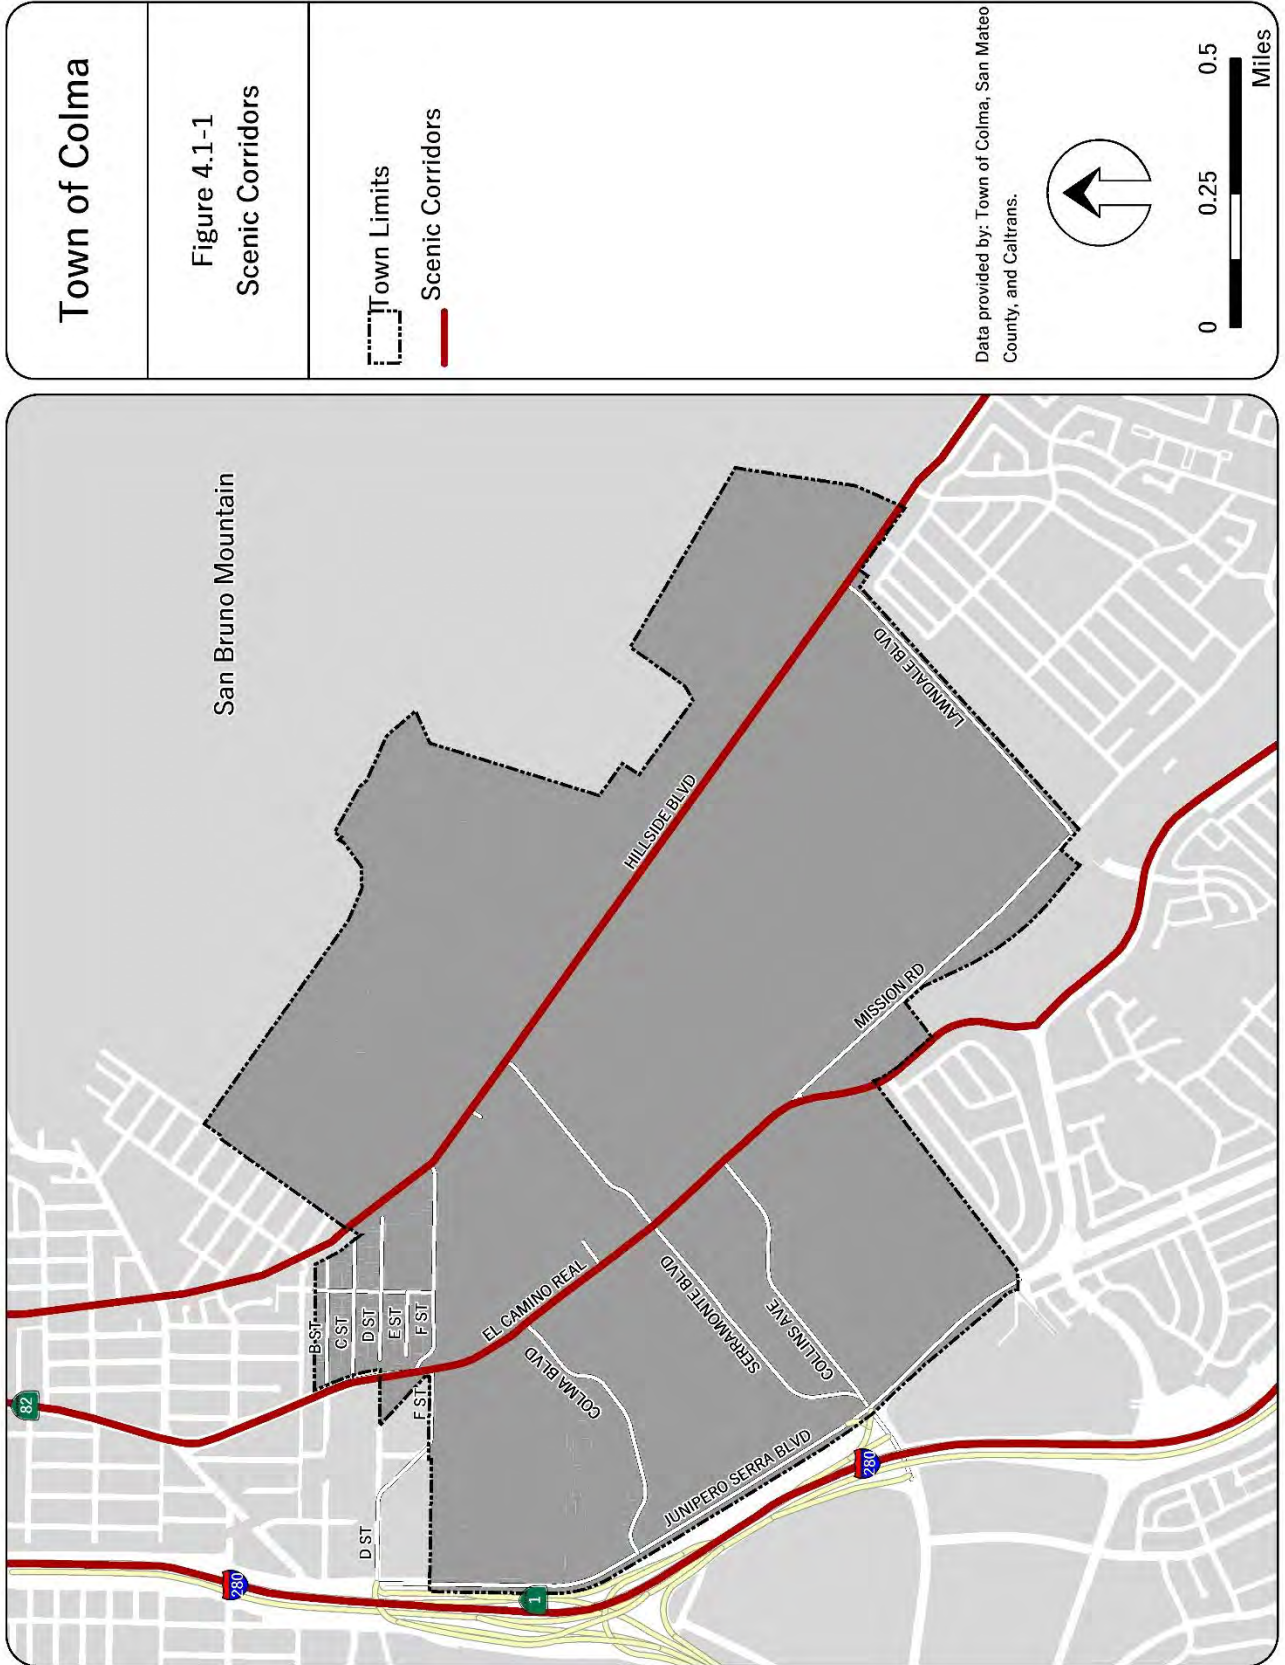 Town of Colma
Figure 4.1-1
Scenic Corridors
Town Limits
Scenic Corridors
Data provided by: Town of Colma, San Mateo
County, and Caltrans.
0
0.25
0.5
Miles
San Bruno Mountain
82
280
1
280
B ST
C ST
D ST
E ST
F ST
F ST
D ST
EL CAMINO REAL
COLMA BLVD
SERRAMONTE BLVD
COLLINS AVE
JUNIPERO SERRA BLVD
HILLSIDE BLVD
MISSION RD
LAWNDALE BLVD